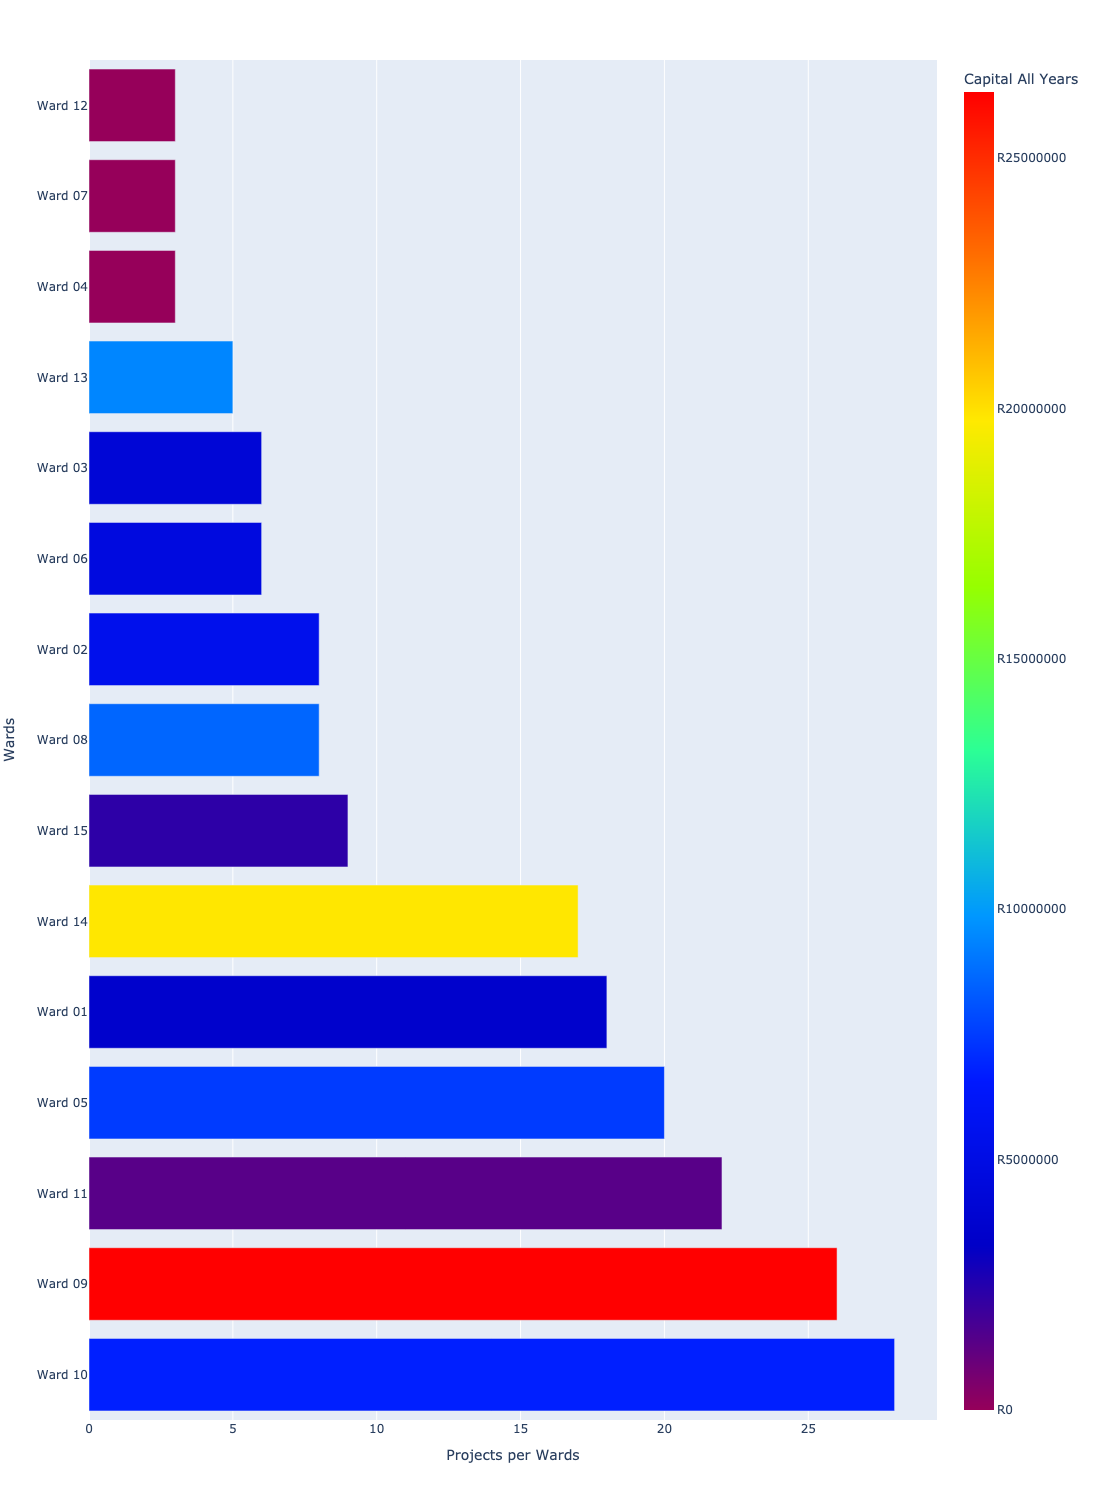 Capital All Years
R25000000
R20000000
R15000000
R10000000
R5000000
R0
Wards
Ward 12
Ward 07
Ward 04
Ward 13
Ward 03
Ward 06
Ward 02
Ward 08
Ward 15
Ward 14
Ward 01
Ward 05
Ward 11
Ward 09
Ward 10
0 5 10 15 20 25
Projects per Wards